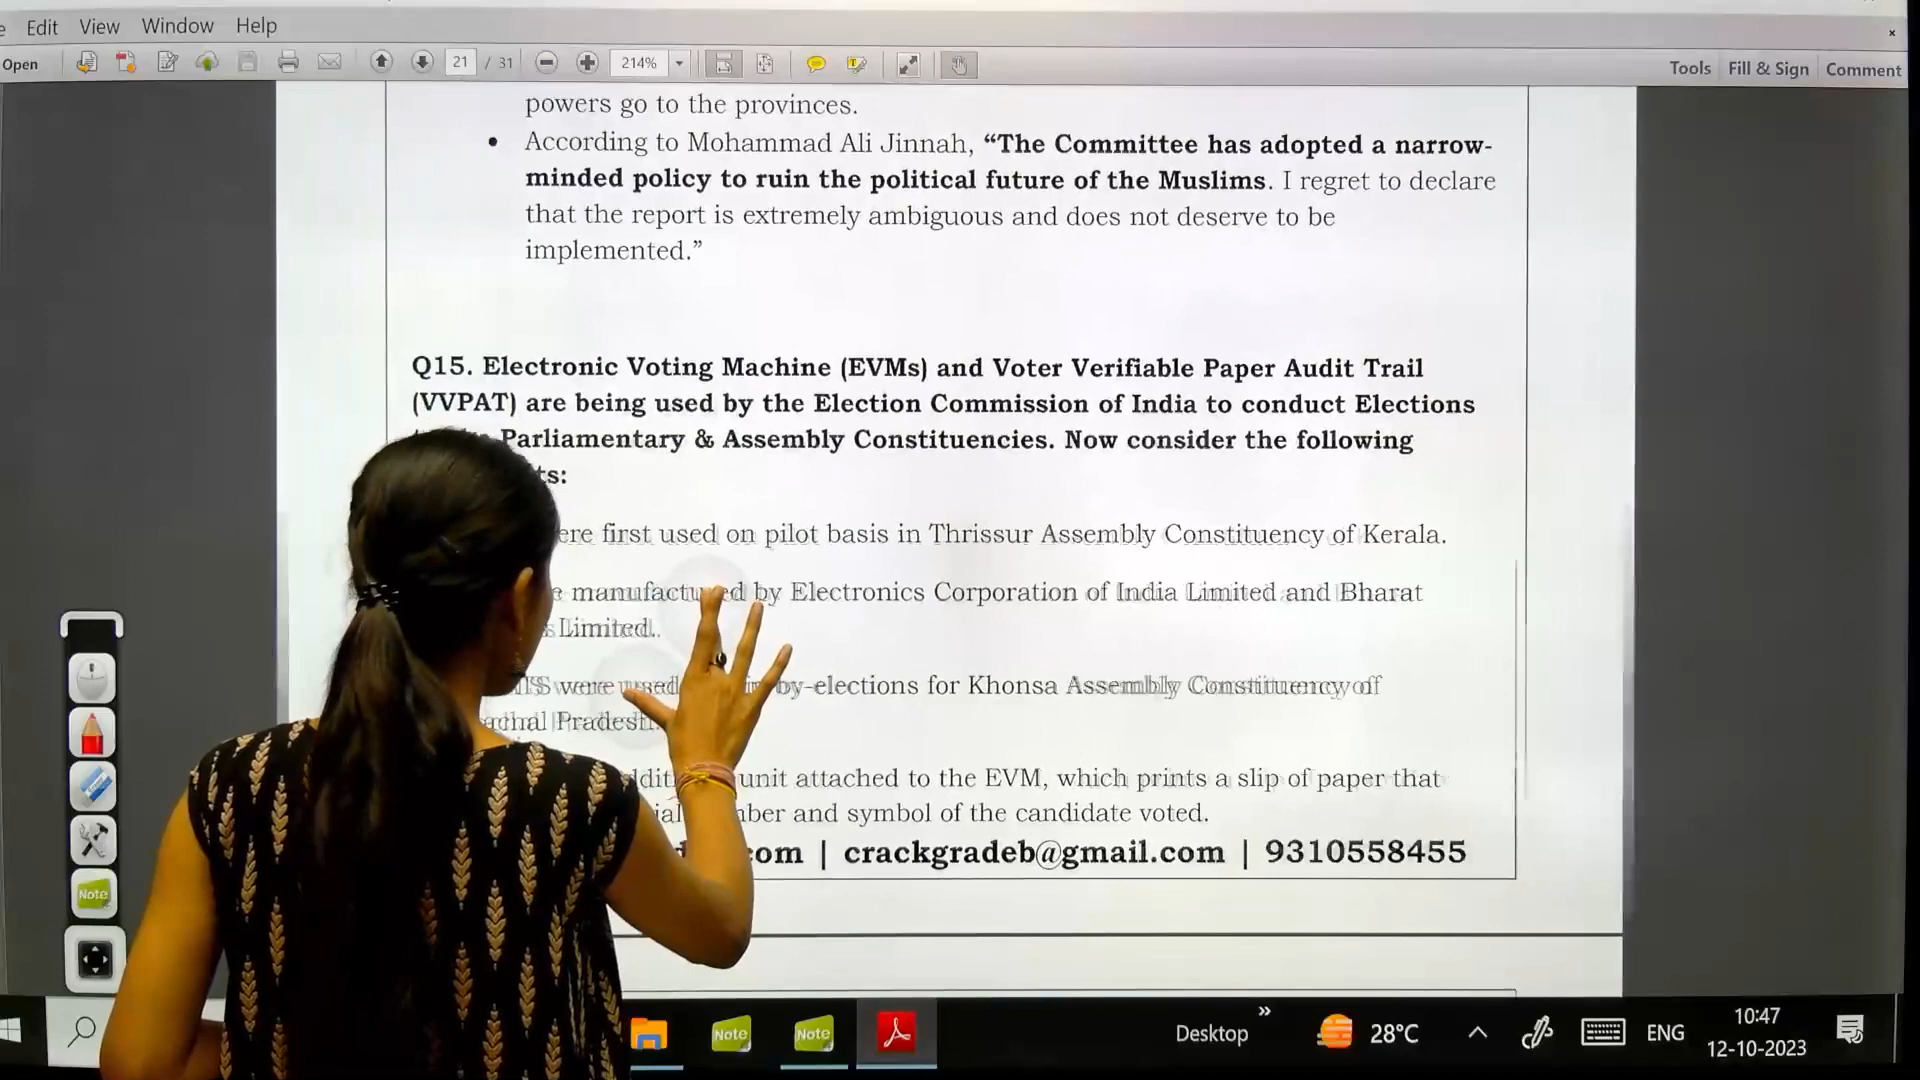 Edit View Window Help
Open 21 / 31 214% Tools Fill & Sign Comment
powers go to the provinces.
• According to Mohammad Ali Jinnah, “The Committee has adopted a narrow-
minded policy to ruin the political future of the Muslims. I regret to declare
that the report is extremely ambiguous and does not deserve to be
implemented.”
Q15. Electronic Voting Machine (EVMs) and Voter Verifiable Paper Audit Trail
(VVPAT) are being used by the Election Commission of India to conduct Elections
Parliamentary & Assembly Constituencies. Now consider the following
ts:
ere first used on pilot basis in Thrissur Assembly Constituency of Kerala.
manufactured by Electronics Corporation of India Limited and Bharat
s Limited.
were used by-elections for Khonsa Assembly Constituency of
achal Pradesh.
unit attached to the EVM, which prints a slip of paper that
ber and symbol of the candidate voted.
com | crackgradeb@gmail.com | 9310558455
Note
Note Note Desktop 28°C ENG 10:47
12-10-2023